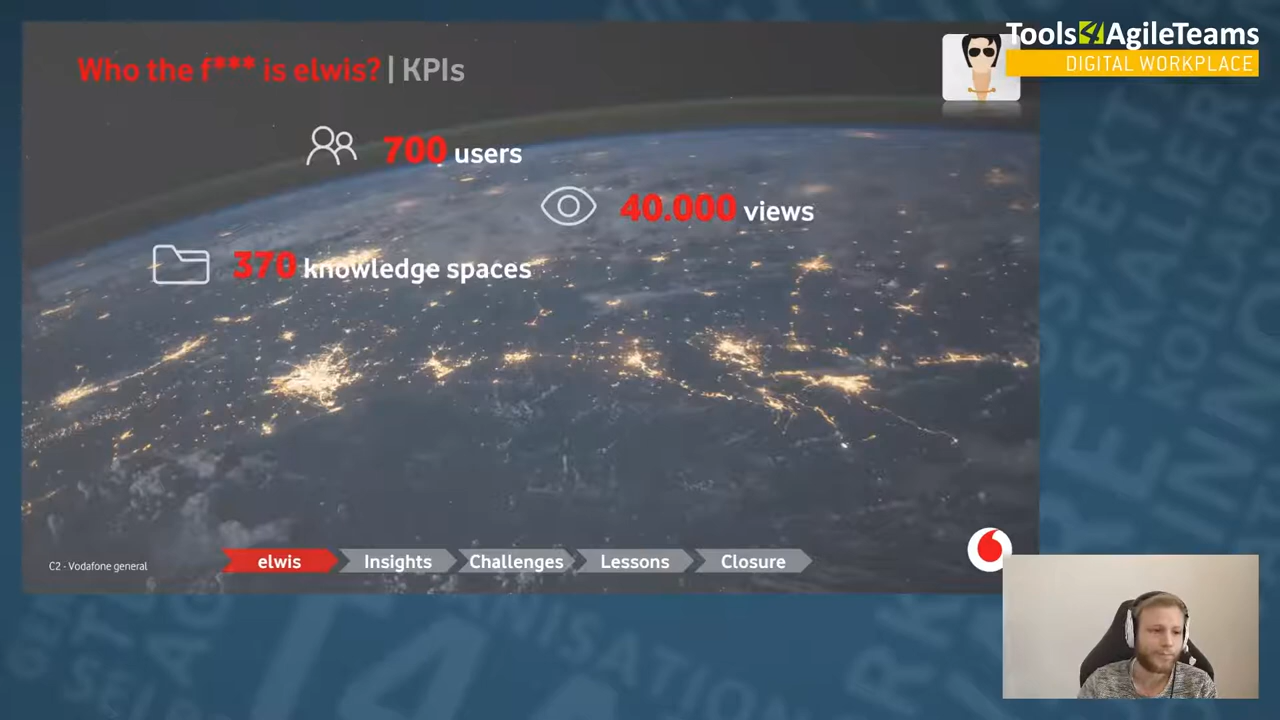 Tools4AgileTeams
DIGITAL WORKPLACE
Who the f*** is elwis? | KPIs
700 users
40.000 views
370 knowledge spaces
C2 - Vodafone general
elwis
Insights
Challenges
Lessons
Closure